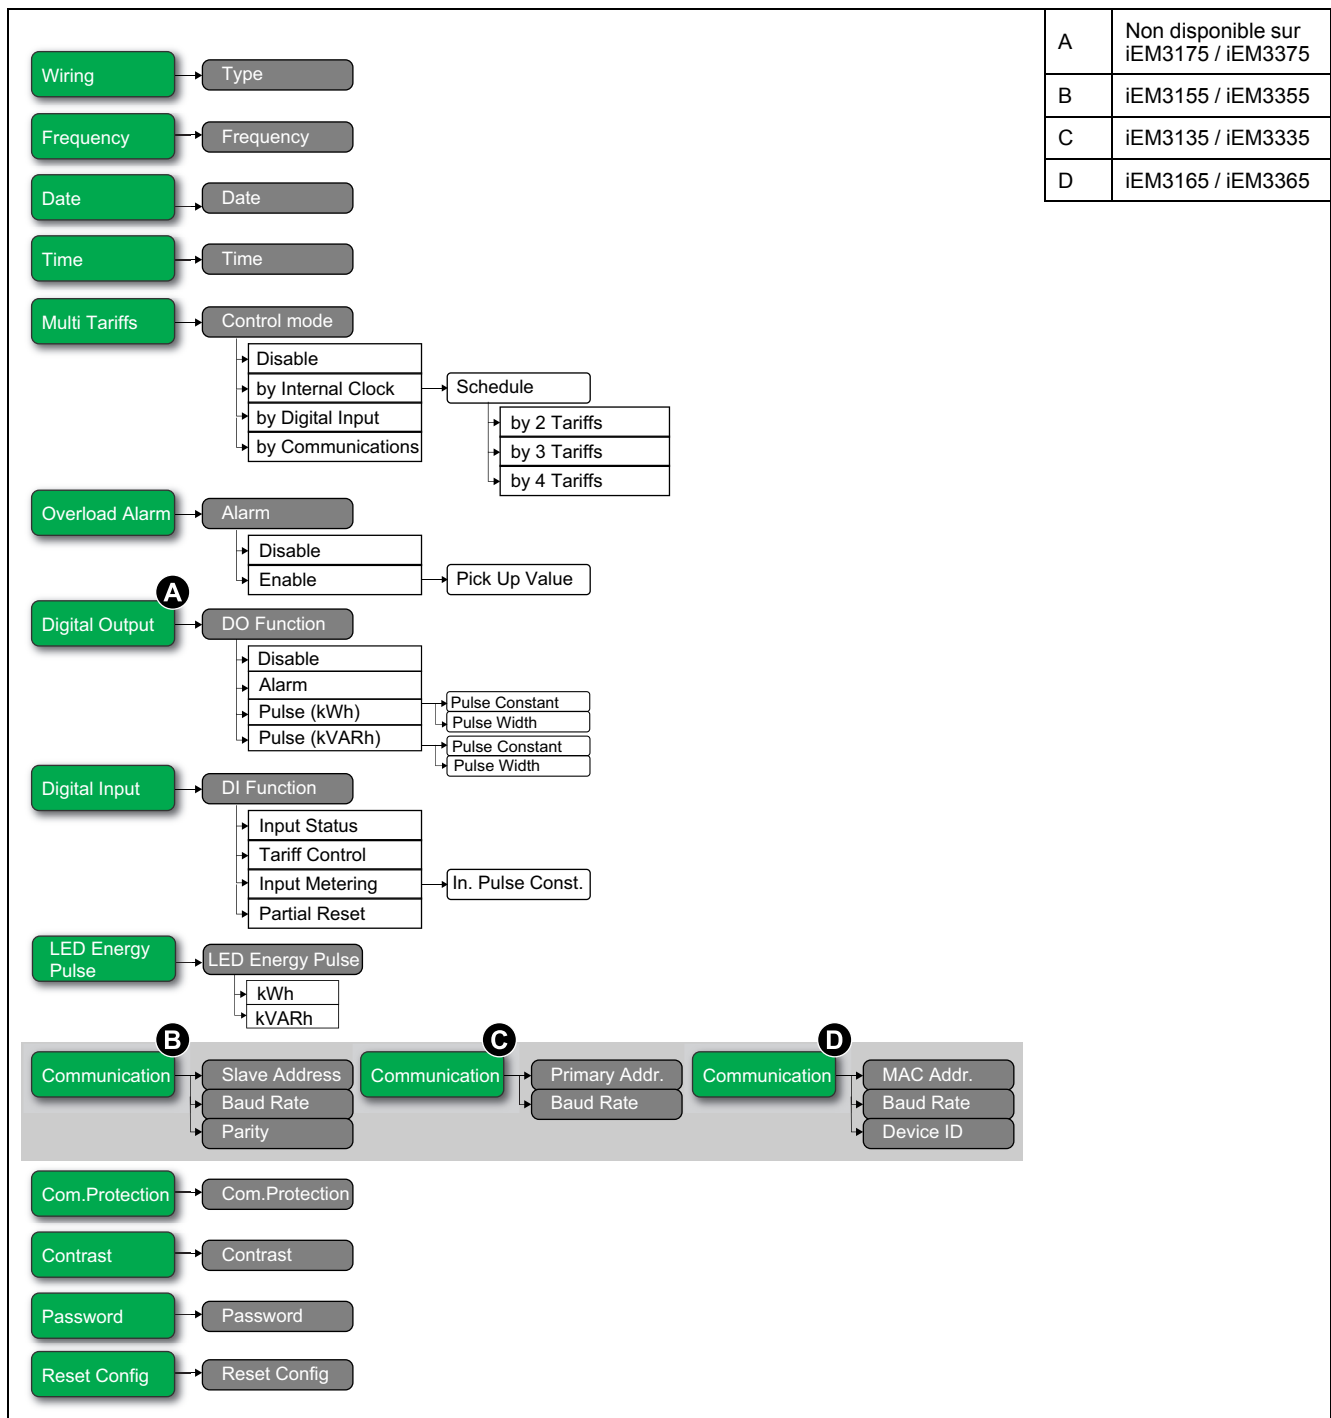 A
Non disponible sur
iEM3175 / iEM3375
B
iEM3155 / iEM3355
C
iEM3135 / iEM3335
D
iEM3165 / iEM3365
Wiring
Type
Frequency
Frequency
Date
Date
Time
Time
Multi Tariffs
Control mode
Disable
by Internal Clock
Schedule
by Digital Input
by Communications
by 2 Tariffs
by 3 Tariffs
by 4 Tariffs
Overload Alarm
Alarm
Disable
Enable
Pick Up Value
A
Digital Output
DO Function
Disable
Alarm
Pulse (kWh)
Pulse Constant
Pulse Width
Pulse (kVARh)
Pulse Constant
Pulse Width
Digital Input
DI Function
Input Status
Tariff Control
Input Metering
In. Pulse Const.
Partial Reset
LED Energy
Pulse
LED Energy Pulse
kWh
kVARh
B
Communication
Slave Address
Baud Rate
Parity
C
Communication
Primary Addr.
Baud Rate
D
Communication
MAC Addr.
Baud Rate
Device ID
Com.Protection
Com.Protection
Contrast
Contrast
Password
Password
Reset Config
Reset Config